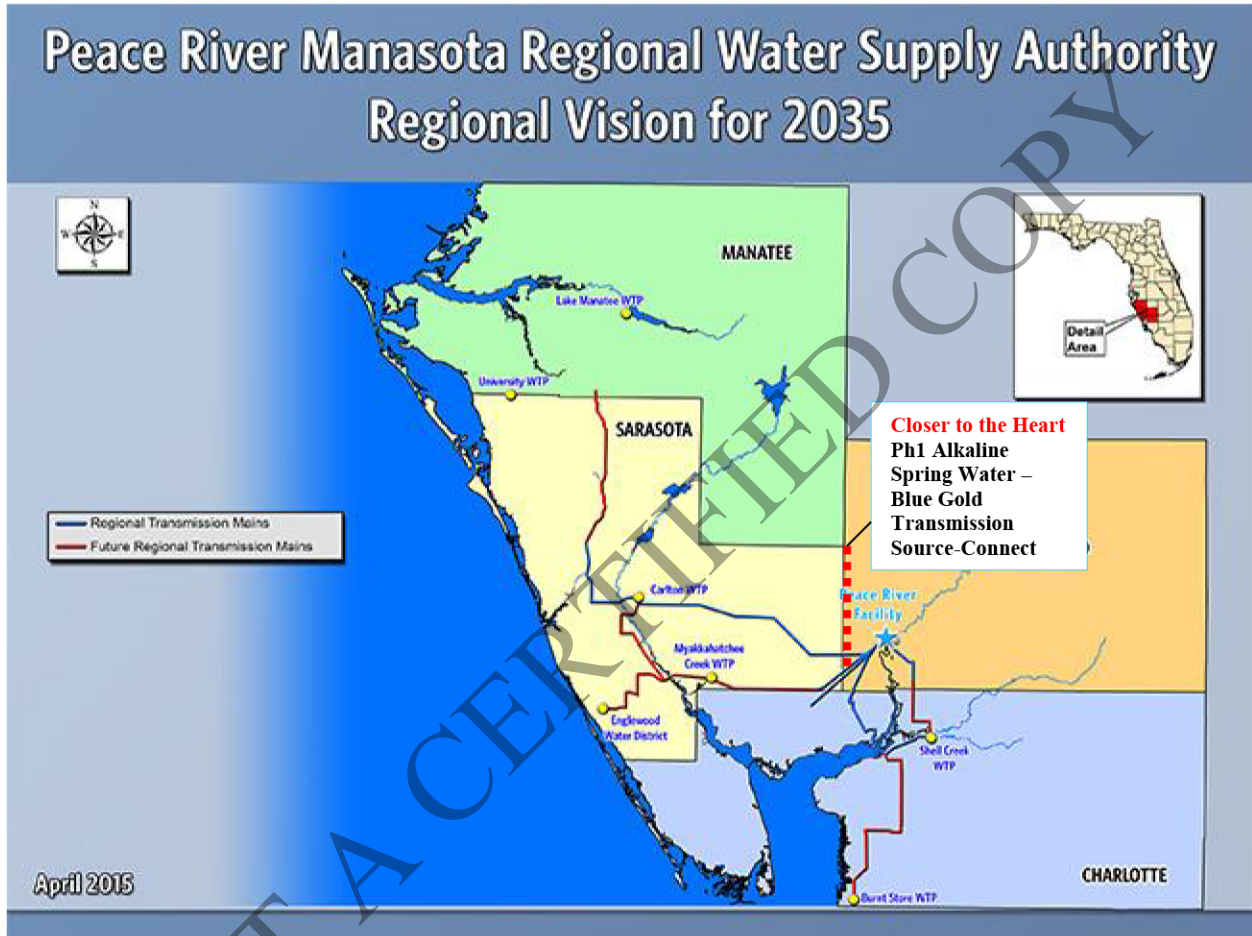 Peace River Manasota Regional Water Supply Authority
Regional Vision for 2035
N
W E
S
MANATEE
Lake Manatee WTP
University WTP
SARASOTA
Detail
Area
Closer to the Heart
Ph1 Alkaline
Spring Water –
Blue Gold
Transmission
Source-Connect
Regional Transmission Mains
Future Regional Transmission Mains
Carlton WTP
Peace River
Facility
Myakkahatchee
Creek WTP
Englewood
Water District
Shell Creek
WTP
Burnt Store WTP
CHARLOTTE
April 2015
A CERTIFIED COPY